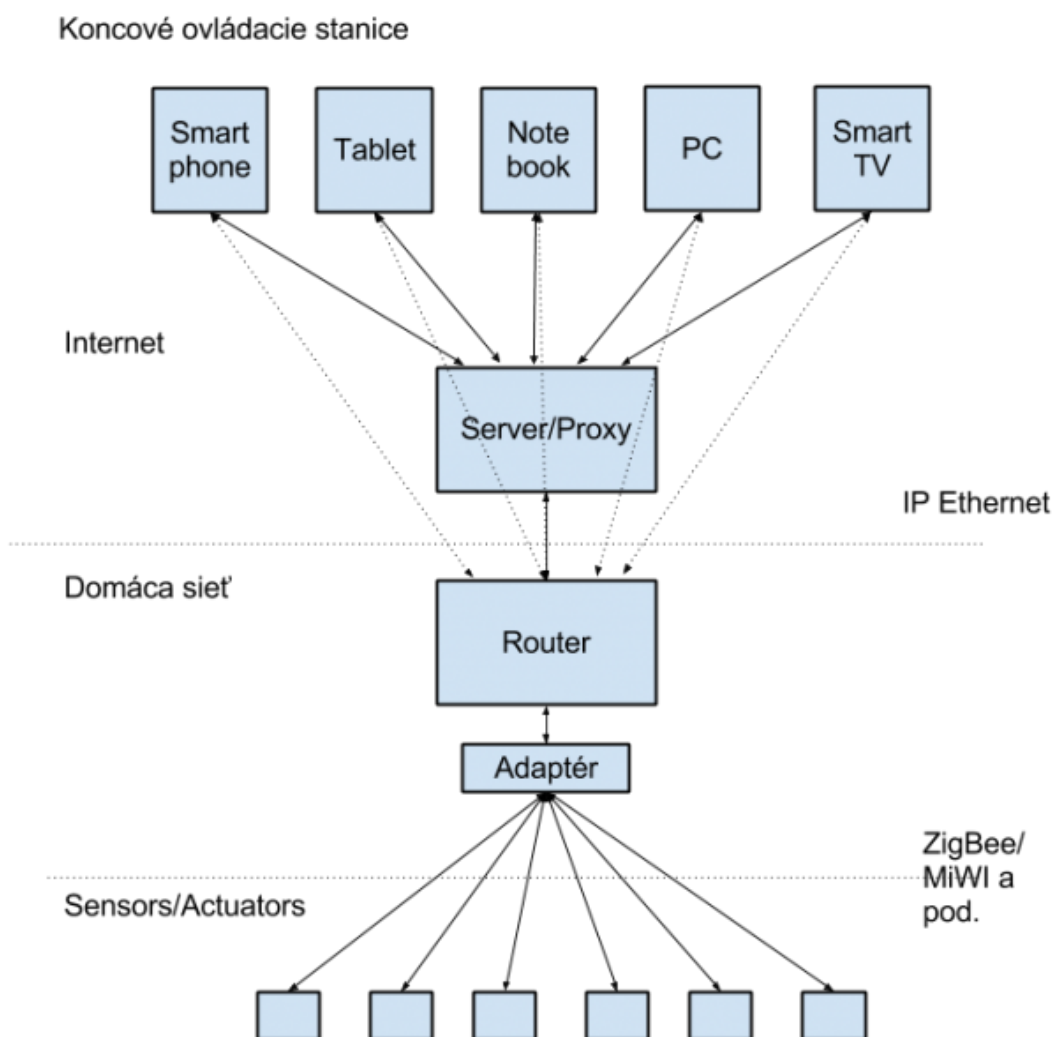 Koncové ovládacie stanice
Smart
phone
Tablet
Note
book
PC
Smart
TV
Internet
Server/Proxy
IP Ethernet
Domáca sieť
Router
Adaptér
ZigBee/
MiWI a
pod.
Sensors/Actuators